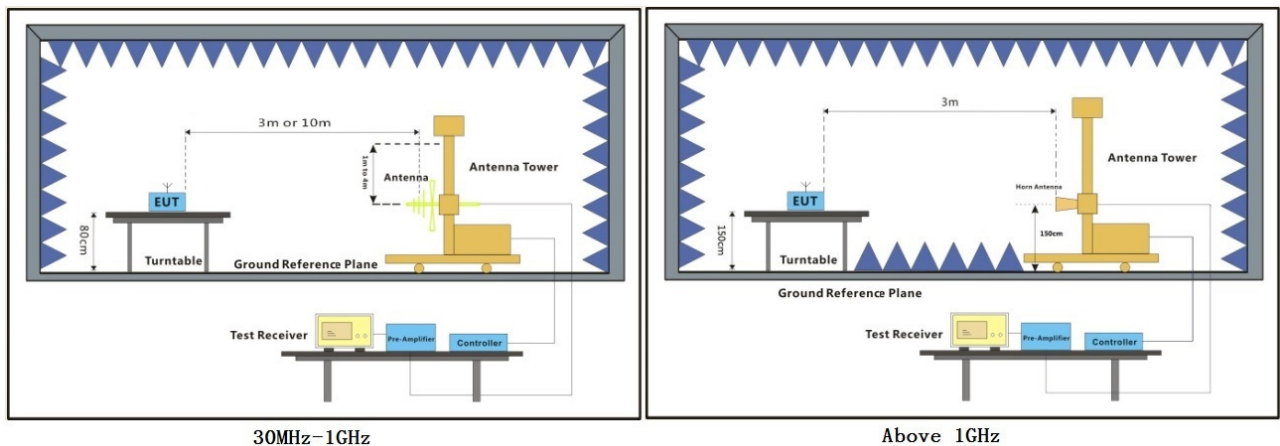 3m or 10m
1m to 4m
Antenna
Antenna Tower
EUT
80cm
Turntable
Ground Reference Plane
Test Receiver
Pre-Amplifier
Controller
30MHz-1GHz
3m
Antenna Tower
Horn Antenna
EUT
150cm
150cm
Turntable
Ground Reference Plane
Test Receiver
Pre-Amplifier
Controller
Above 1GHz